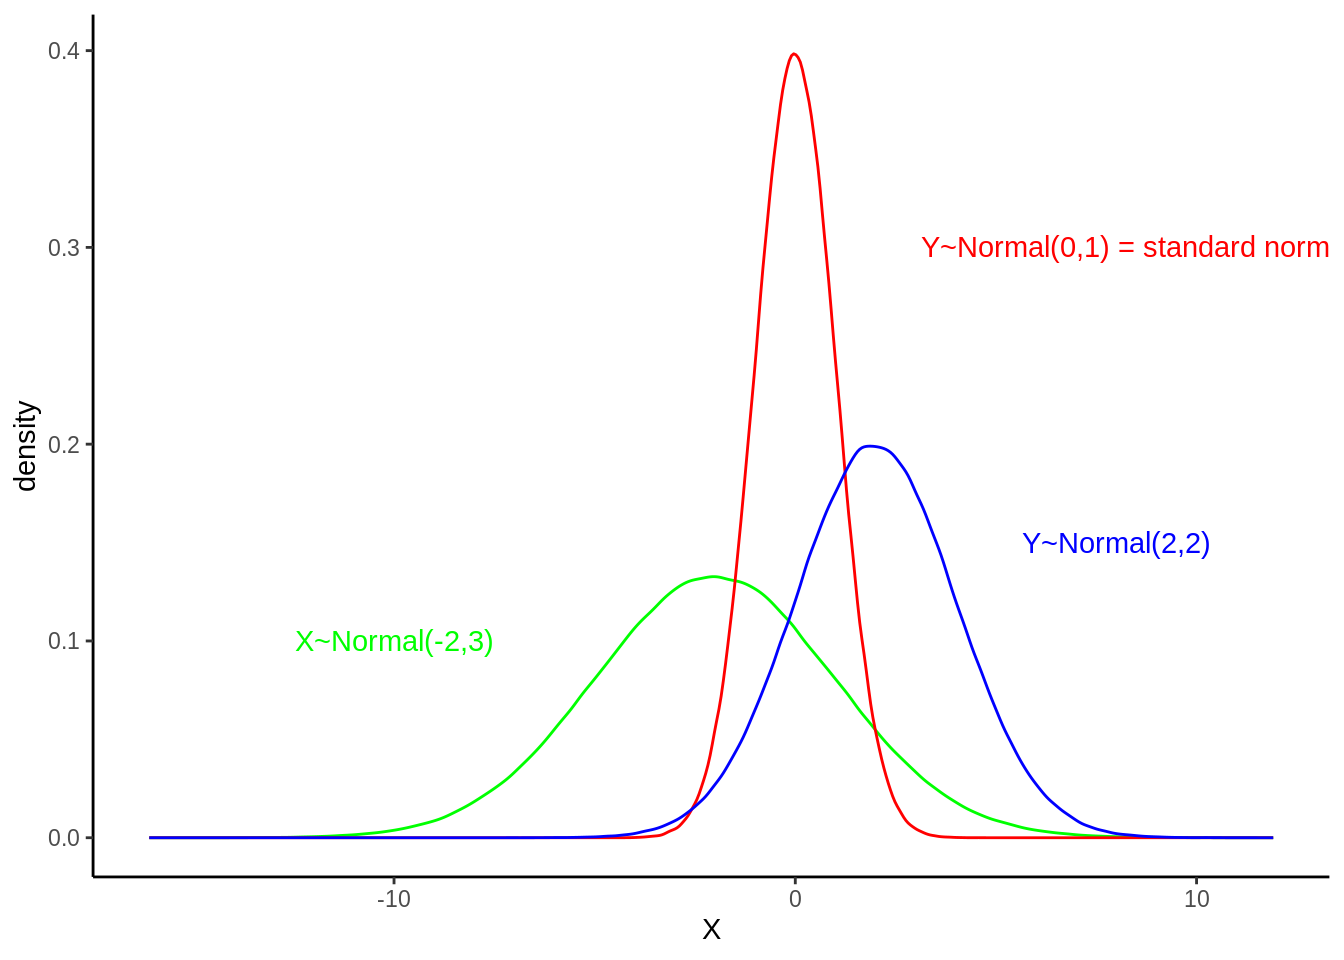 0.4
0.3
0.2
0.1
0.0
density
Y~Normal(0,1) = standard norm
Y~Normal(2,2)
X~Normal(-2,3)
-10
0
10
X